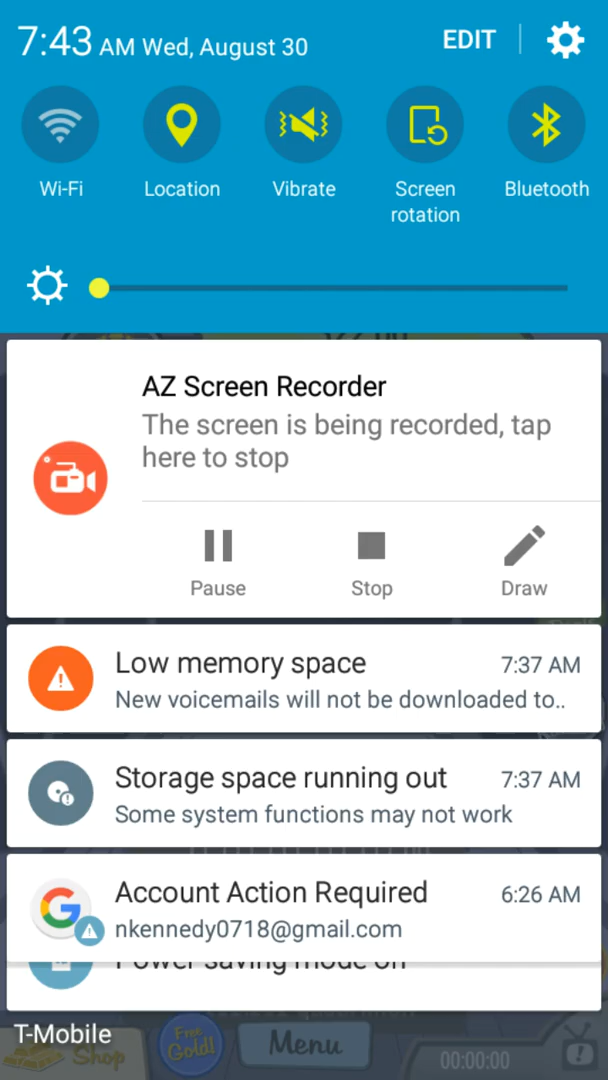 7:43 AM Wed, August 30 EDIT
Wi-Fi Location Vibrate Screen rotation Bluetooth
AZ Screen Recorder
The screen is being recorded, tap
here to stop
Pause Stop Draw
Low memory space 7:37 AM
New voicemails will not be downloaded to..
Storage space running out 7:37 AM
Some system functions may not work
Account Action Required 6:26 AM
nkennedy0718@gmail.com
Power saving mode on
T-Mobile
Shop Free Gold! Menu 00:00:00